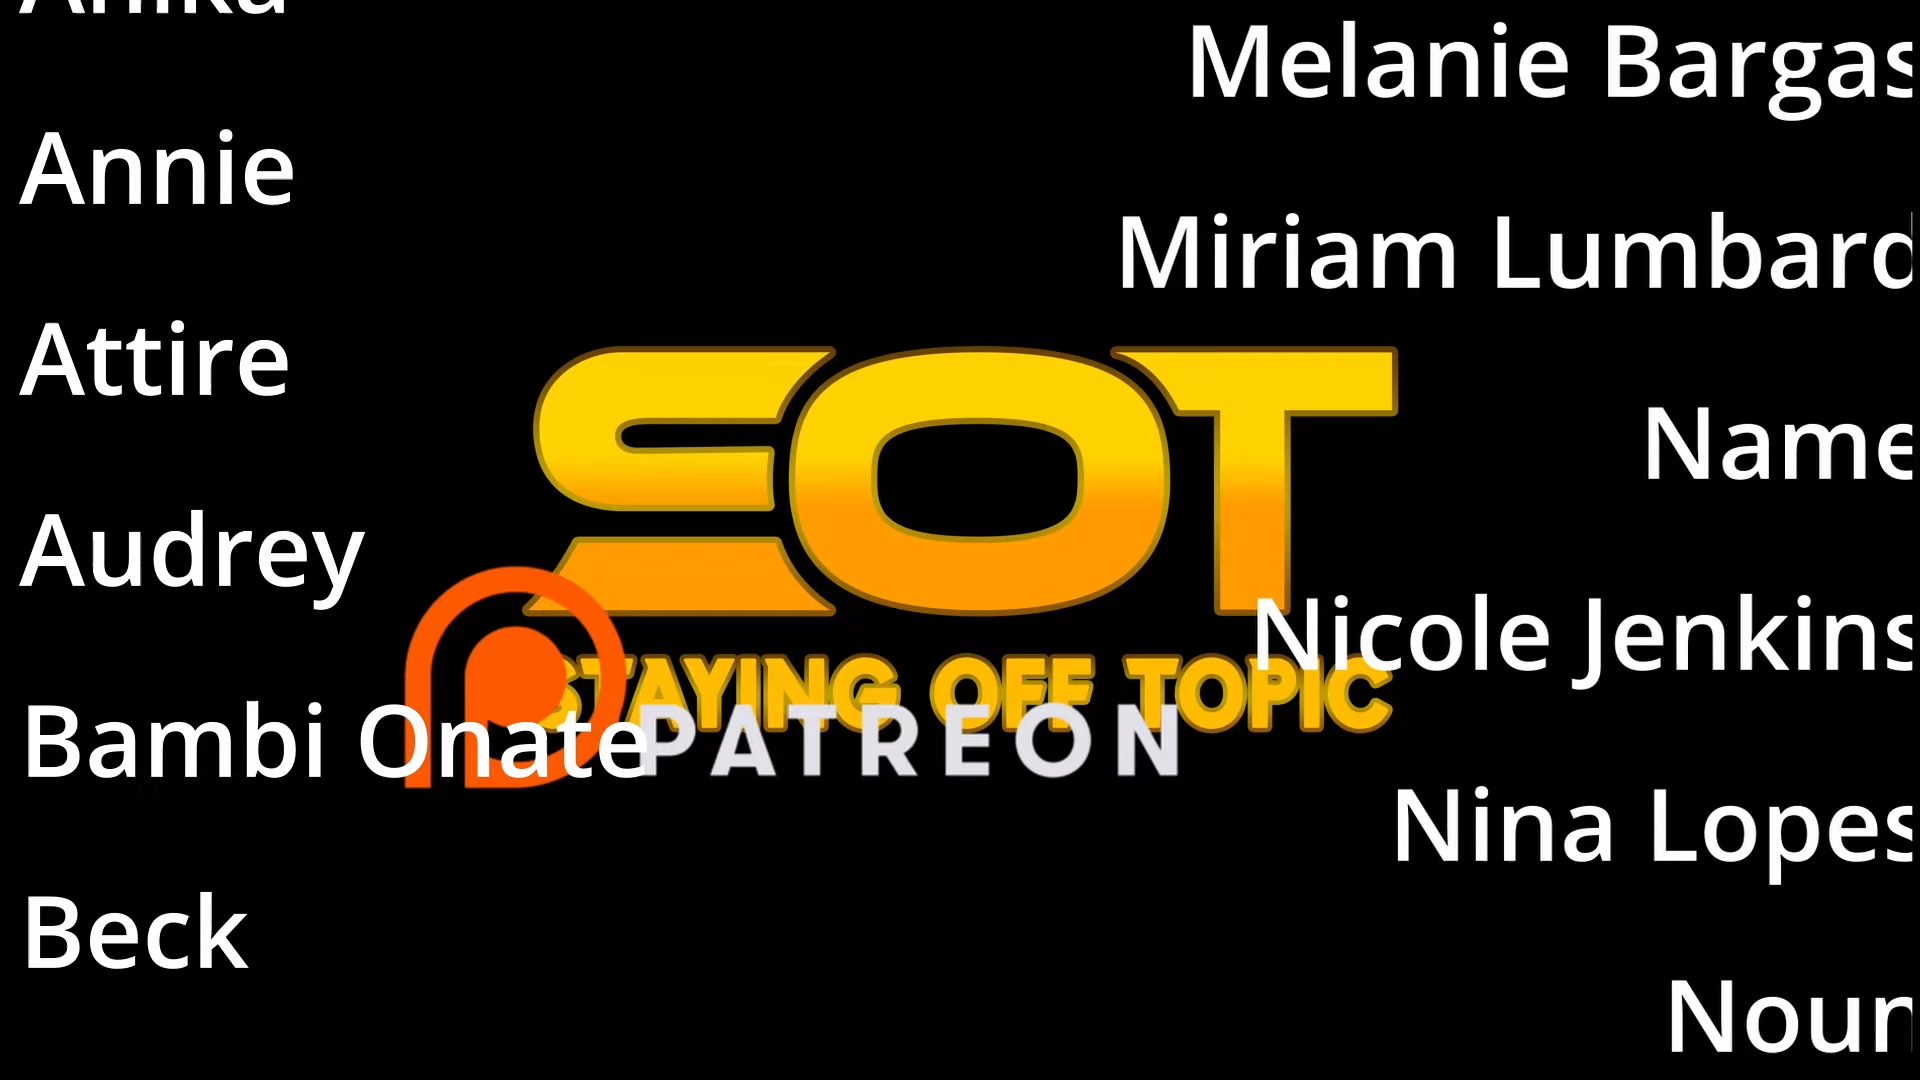 Anika
Annie
Attire
Audrey
Bambi Onate
Beck
SOT
STAYING OFF TOPIC
PATREON
Melanie Bargas
Miriam Lumbard
Name
Nicole Jenkins
Nina Lopes
Noun